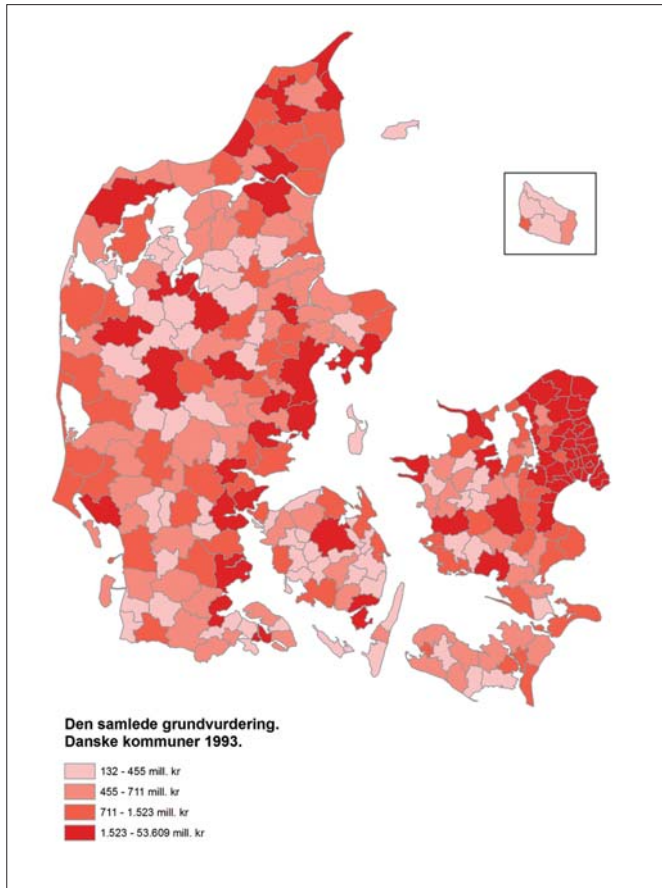 Den samlede grundvurdering.
Danske kommuner 1993.
132 - 455 mill. kr
455 - 711 mill. kr
711 - 1.523 mill. kr
1.523 - 53.609 mill. kr